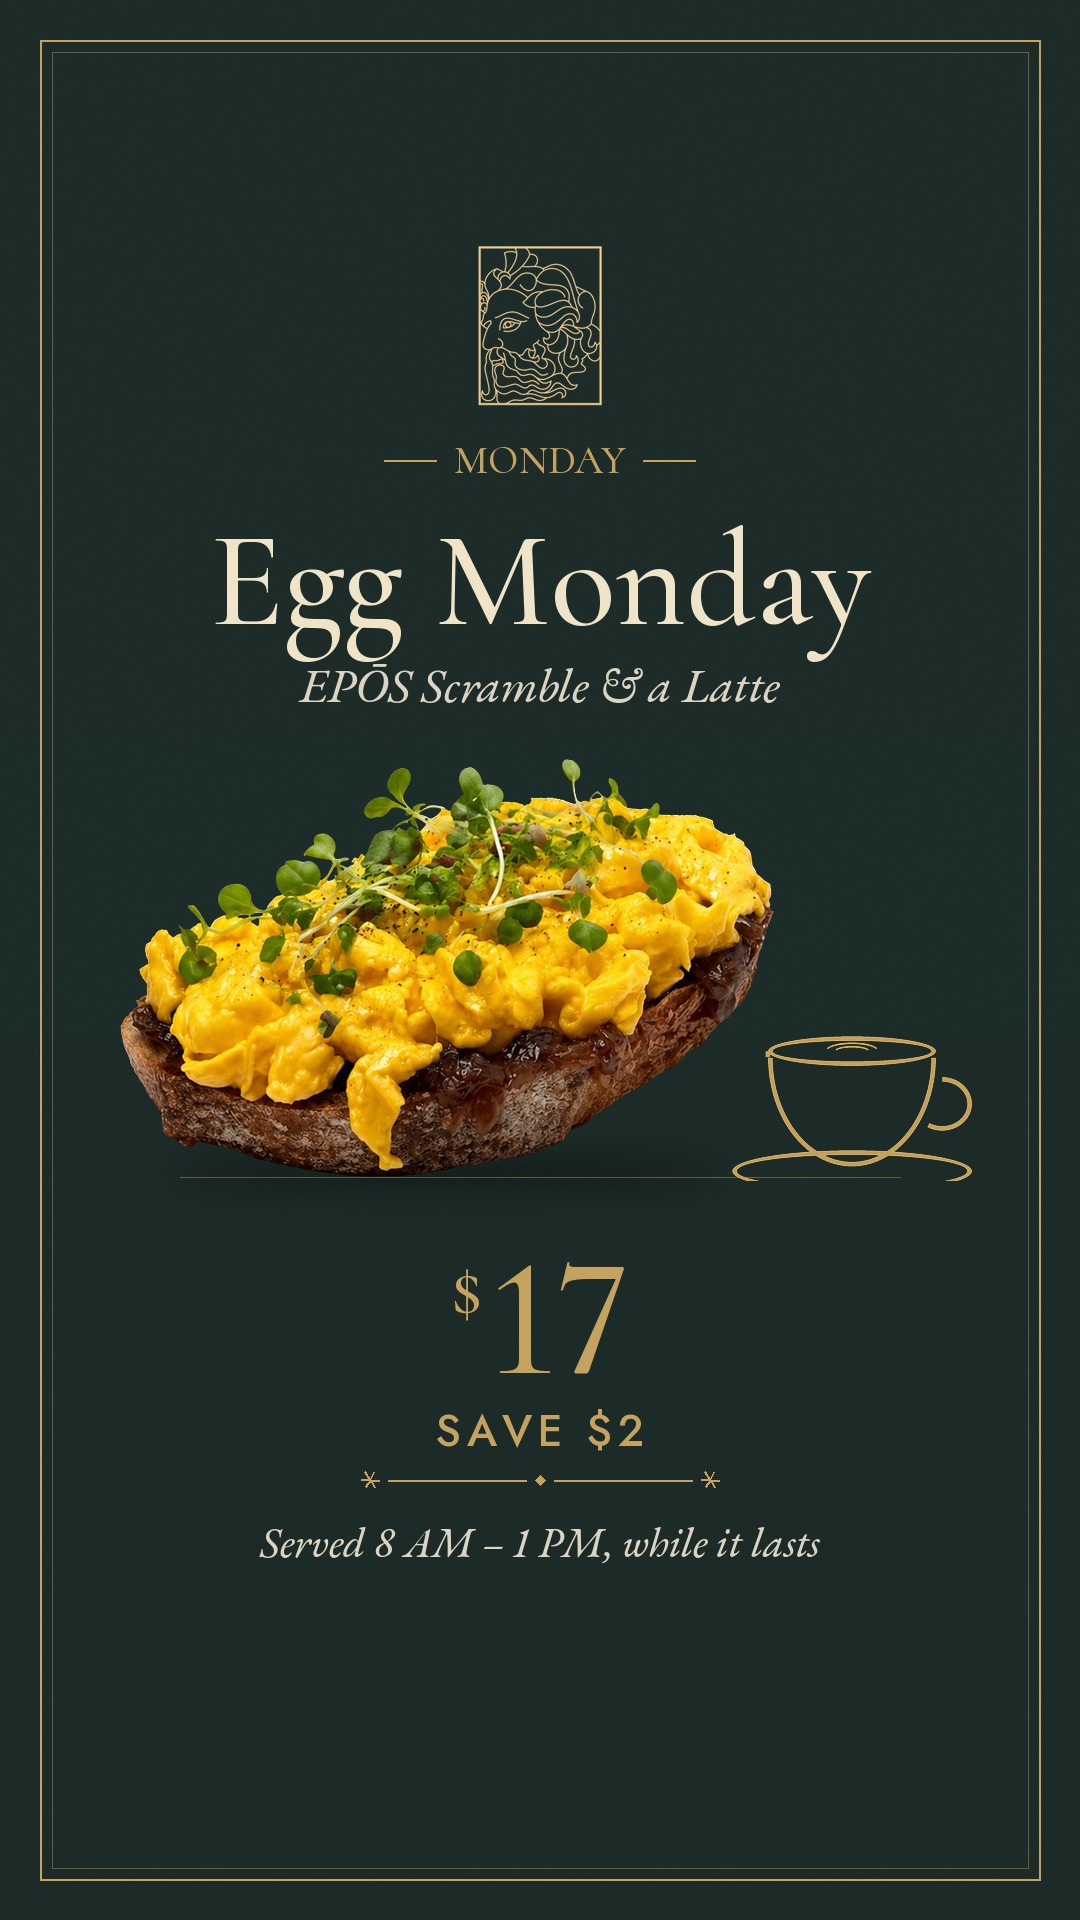 MONDAY
Egg Monday
EPŌS Scramble & a Latte
$17
SAVE $2
Served 8 AM – 1 PM, while it lasts